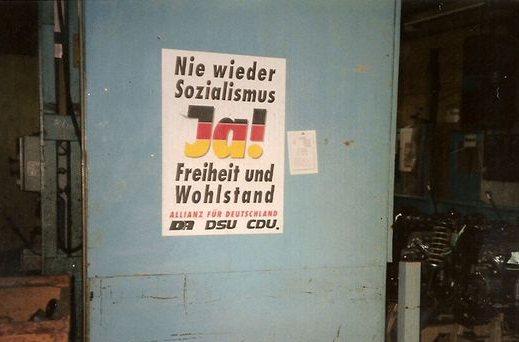 Nie wieder
Sozialismus
Ja!
Freiheit und
Wohlstand
ALLIANZ FÜR DEUTSCHLAND
DA DSU CDU.